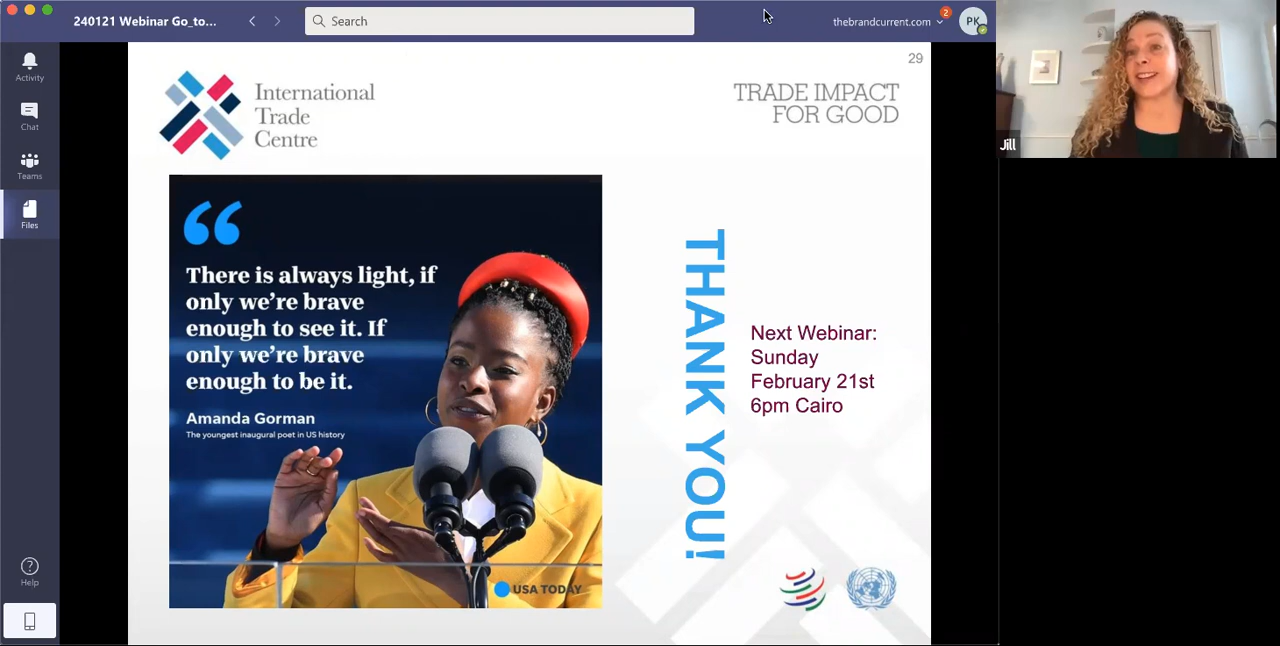 240121 Webinar Go_to...
Search
thebrandcurrent.com
2
PK
Activity
Chat
Teams
Files
Help
29
International
Trade
Centre
TRADE IMPACT
FOR GOOD
“
There is always light, if
only we’re brave
enough to see it. If
only we’re brave
enough to be it.
Amanda Gorman
The youngest inaugural poet in US history
USA TODAY
THANK YOU!
Next Webinar:
Sunday
February 21st
6pm Cairo
Jill